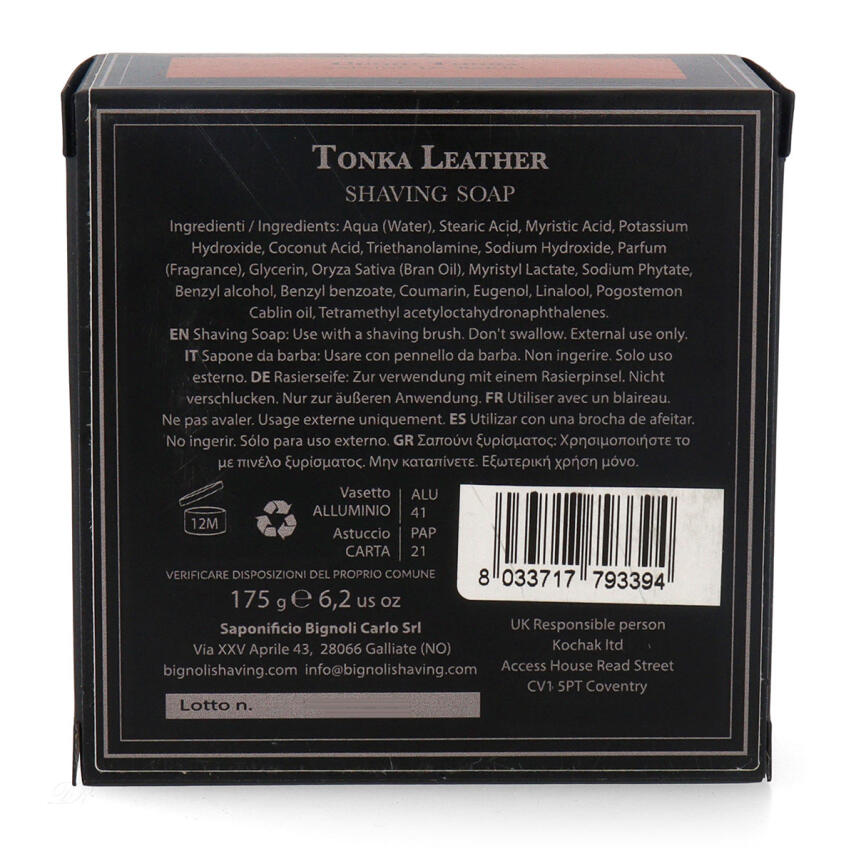 TONKA LEATHER
SHAVING SOAP
Ingredienti / Ingredients: Aqua (Water), Stearic Acid, Myristic Acid, Potassium
Hydroxide, Coconut Acid, Triethanolamine, Sodium Hydroxide, Parfum
(Fragrance), Glycerin, Oryza Sativa (Bran Oil), Myristyl Lactate, Sodium Phytate,
Benzyl alcohol, Benzyl benzoate, Coumarin, Eugenol, Linalool, Pogostemon
Cablin oil, Tetramethyl acetyloctahydronaphthalenes.
EN Shaving Soap: Use with a shaving brush. Don't swallow. External use only.
IT Sapone da barba: Usare con pennello da barba. Non ingerire. Solo uso
esterno. DE Rasierseife: Zur verwendung mit einem Rasierpinsel. Nicht
verschlucken. Nur zur äußeren Anwendung. FR Utiliser avec un blaireau.
Ne pas avaler. Usage externe uniquement. ES Utilizar con una brocha de afeitar.
No ingerir. Sólo para uso externo. GR Σαπούνι ξυρίσματος: Χρησιμοποιήστε το
με πινέλο ξυρίσματος. Μην καταπίνετε. Εξωτερική χρήση μόνο.
12M
Vasetto ALU
ALLUMINIO 41
Astuccio PAP
CARTA 21
VERIFICARE DISPOSIZIONI DEL PROPRIO COMUNE
175 g ℮ 6,2 us oz
8 033717 793394
Saponificio Bignoli Carlo Srl
Via XXV Aprile 43, 28066 Galliate (NO)
bignolishaving.com info@bignolishaving.com
Lotto n.
UK Responsible person
Kochak ltd
Access House Read Street
CV1 5PT Coventry